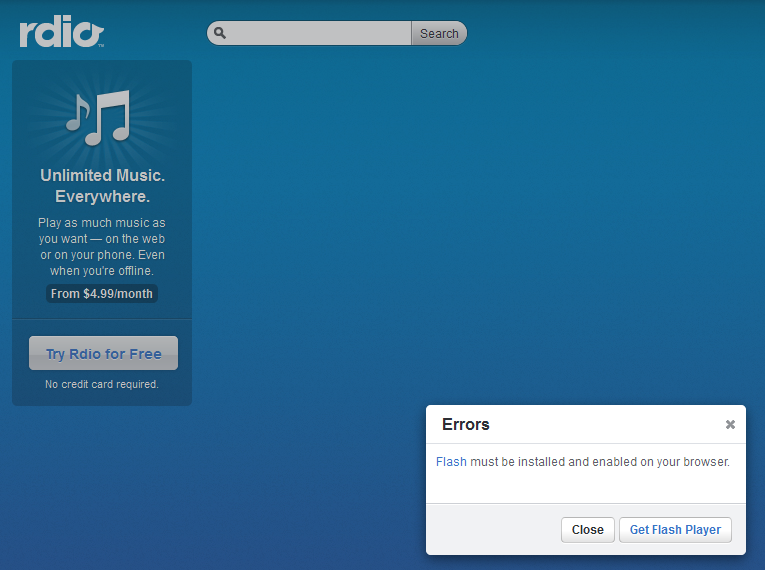 rdio™
Search
Unlimited Music.
Everywhere.
Play as much music as
you want — on the web
or on your phone. Even
when you're offline.
From $4.99/month
Try Rdio for Free
No credit card required.
Errors
Flash must be installed and enabled on your browser.
Close
Get Flash Player